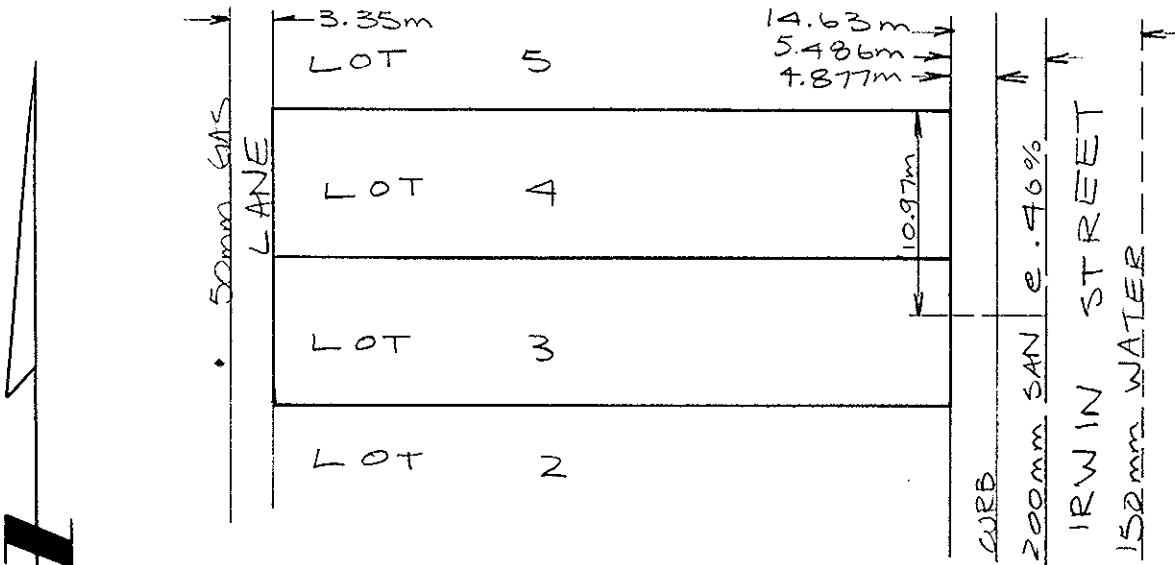 3.35m
14.63m
5.486m
4.877m
LOT 5
50mm GAS
LANE
LOT 4
10.97m
LOT 3
LOT 2
CURB
200mm SAN @ .40%
IRWIN STREET
150mm WATER